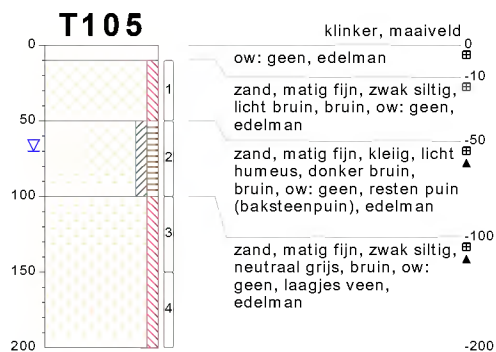 T105
klinker, maaiveld
0
0
ow: geen, edelman
-10
zand, matig fijn, zwak siltig,
licht bruin, bruin, ow: geen,
edelman
1
50
-50
zand, matig fijn, kleiig, licht
humeus, donker bruin,
bruin, ow: geen, resten puin
(baksteenpuin), edelman
2
100
-100
zand, matig fijn, zwak siltig,
neutraal grijs, bruin, ow:
geen, laagjes veen,
edelman
3
150
4
200
-200